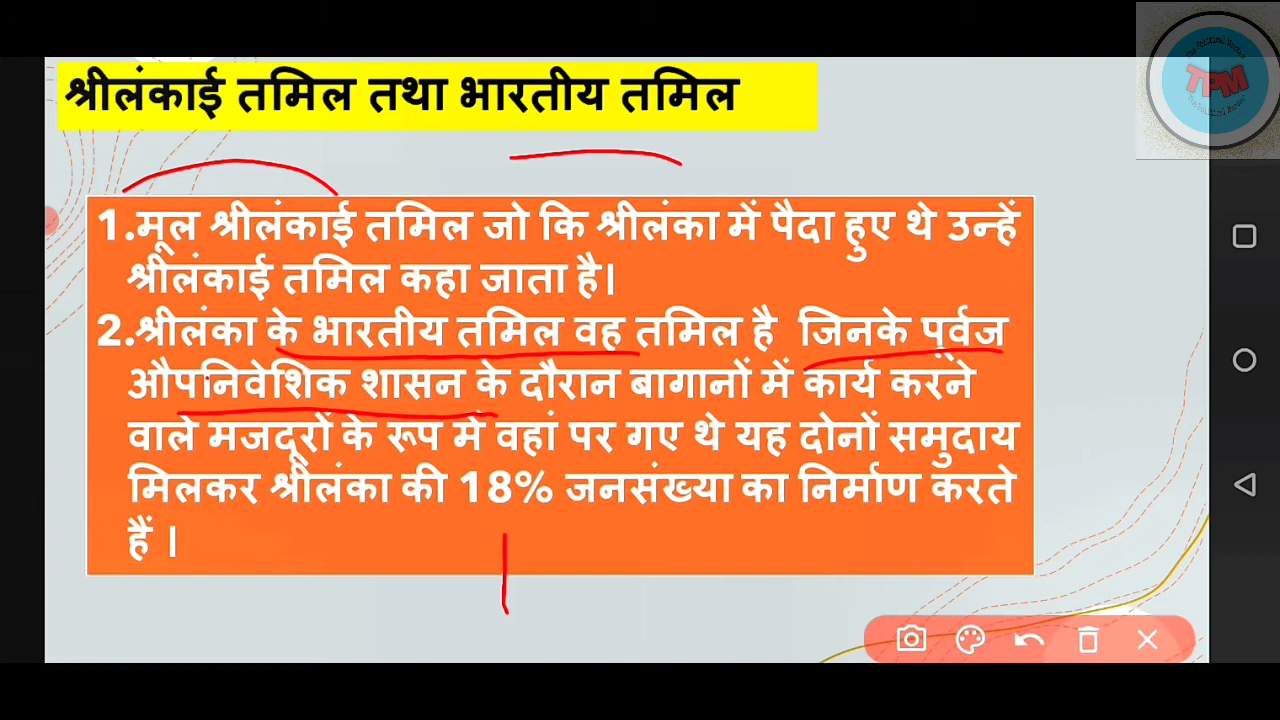 श्रीलंकाई तमिल तथा भारतीय तमिल
TPM
1.मूल श्रीलंकाई तमिल जो कि श्रीलंका में पैदा हुए थे उन्हें
श्रीलंकाई तमिल कहा जाता है।
2.श्रीलंका के भारतीय तमिल वह तमिल है जिनके पूर्वज
औपनिवेशिक शासन के दौरान बागानों में कार्य करने
वाले मजदूरों के रूप में वहां पर गए थे यह दोनों समुदाय
मिलकर श्रीलंका की 18% जनसंख्या का निर्माण करते
हैं ।